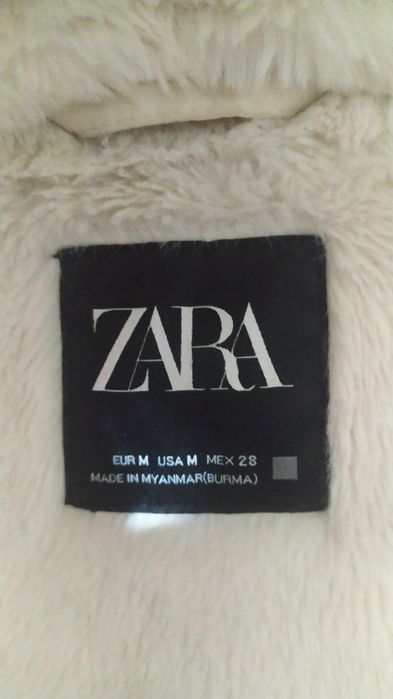 ZARA
EUR M USA M MEX 28
MADE IN MYANMAR(BURMA)